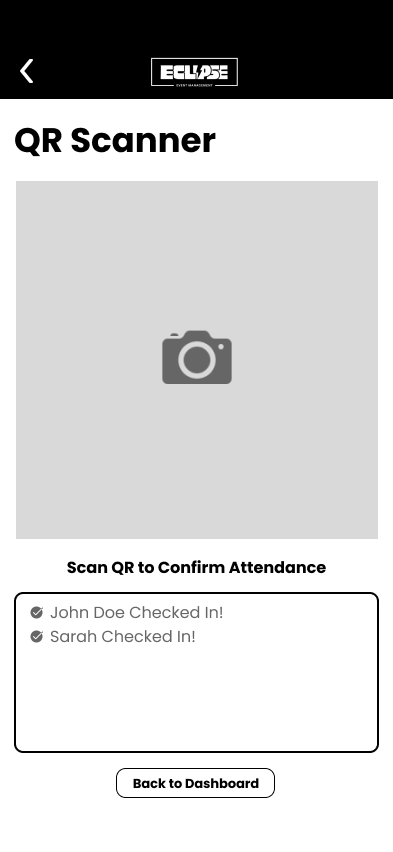 ECLIPSE
EVENT MANAGEMENT
QR Scanner
Scan QR to Confirm Attendance
John Doe Checked In!
Sarah Checked In!
Back to Dashboard